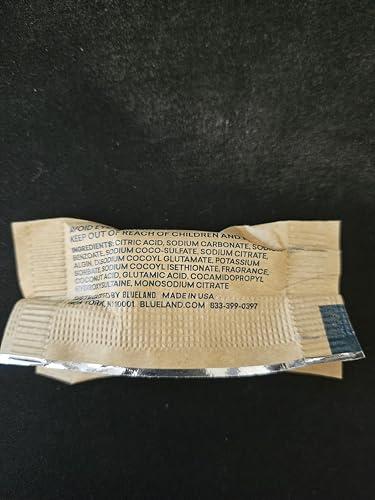 AVOID
KEEP OUT OF REACH OF CHILDREN AND
INGREDIENTS: CITRIC ACID, SODIUM CARBONATE,
BENZOATE, SODIUM COCO-SULFATE, SODIUM CITRATE,
ALGIN, DISODIUM COCOYL GLUTAMATE, POTASSIUM
SORBATE, SODIUM COCOYL ISETHIONATE, FRAGRANCE,
COCONUT ACID, GLUTAMIC ACID, COCAMIDOPROPYL
HYDROXYSULTAINE, MONOSODIUM CITRATE
DISTRIBUTED BY BLUELAND MADE IN USA
YORK, NY 10001 BLUELAND.COM 833-399-0397